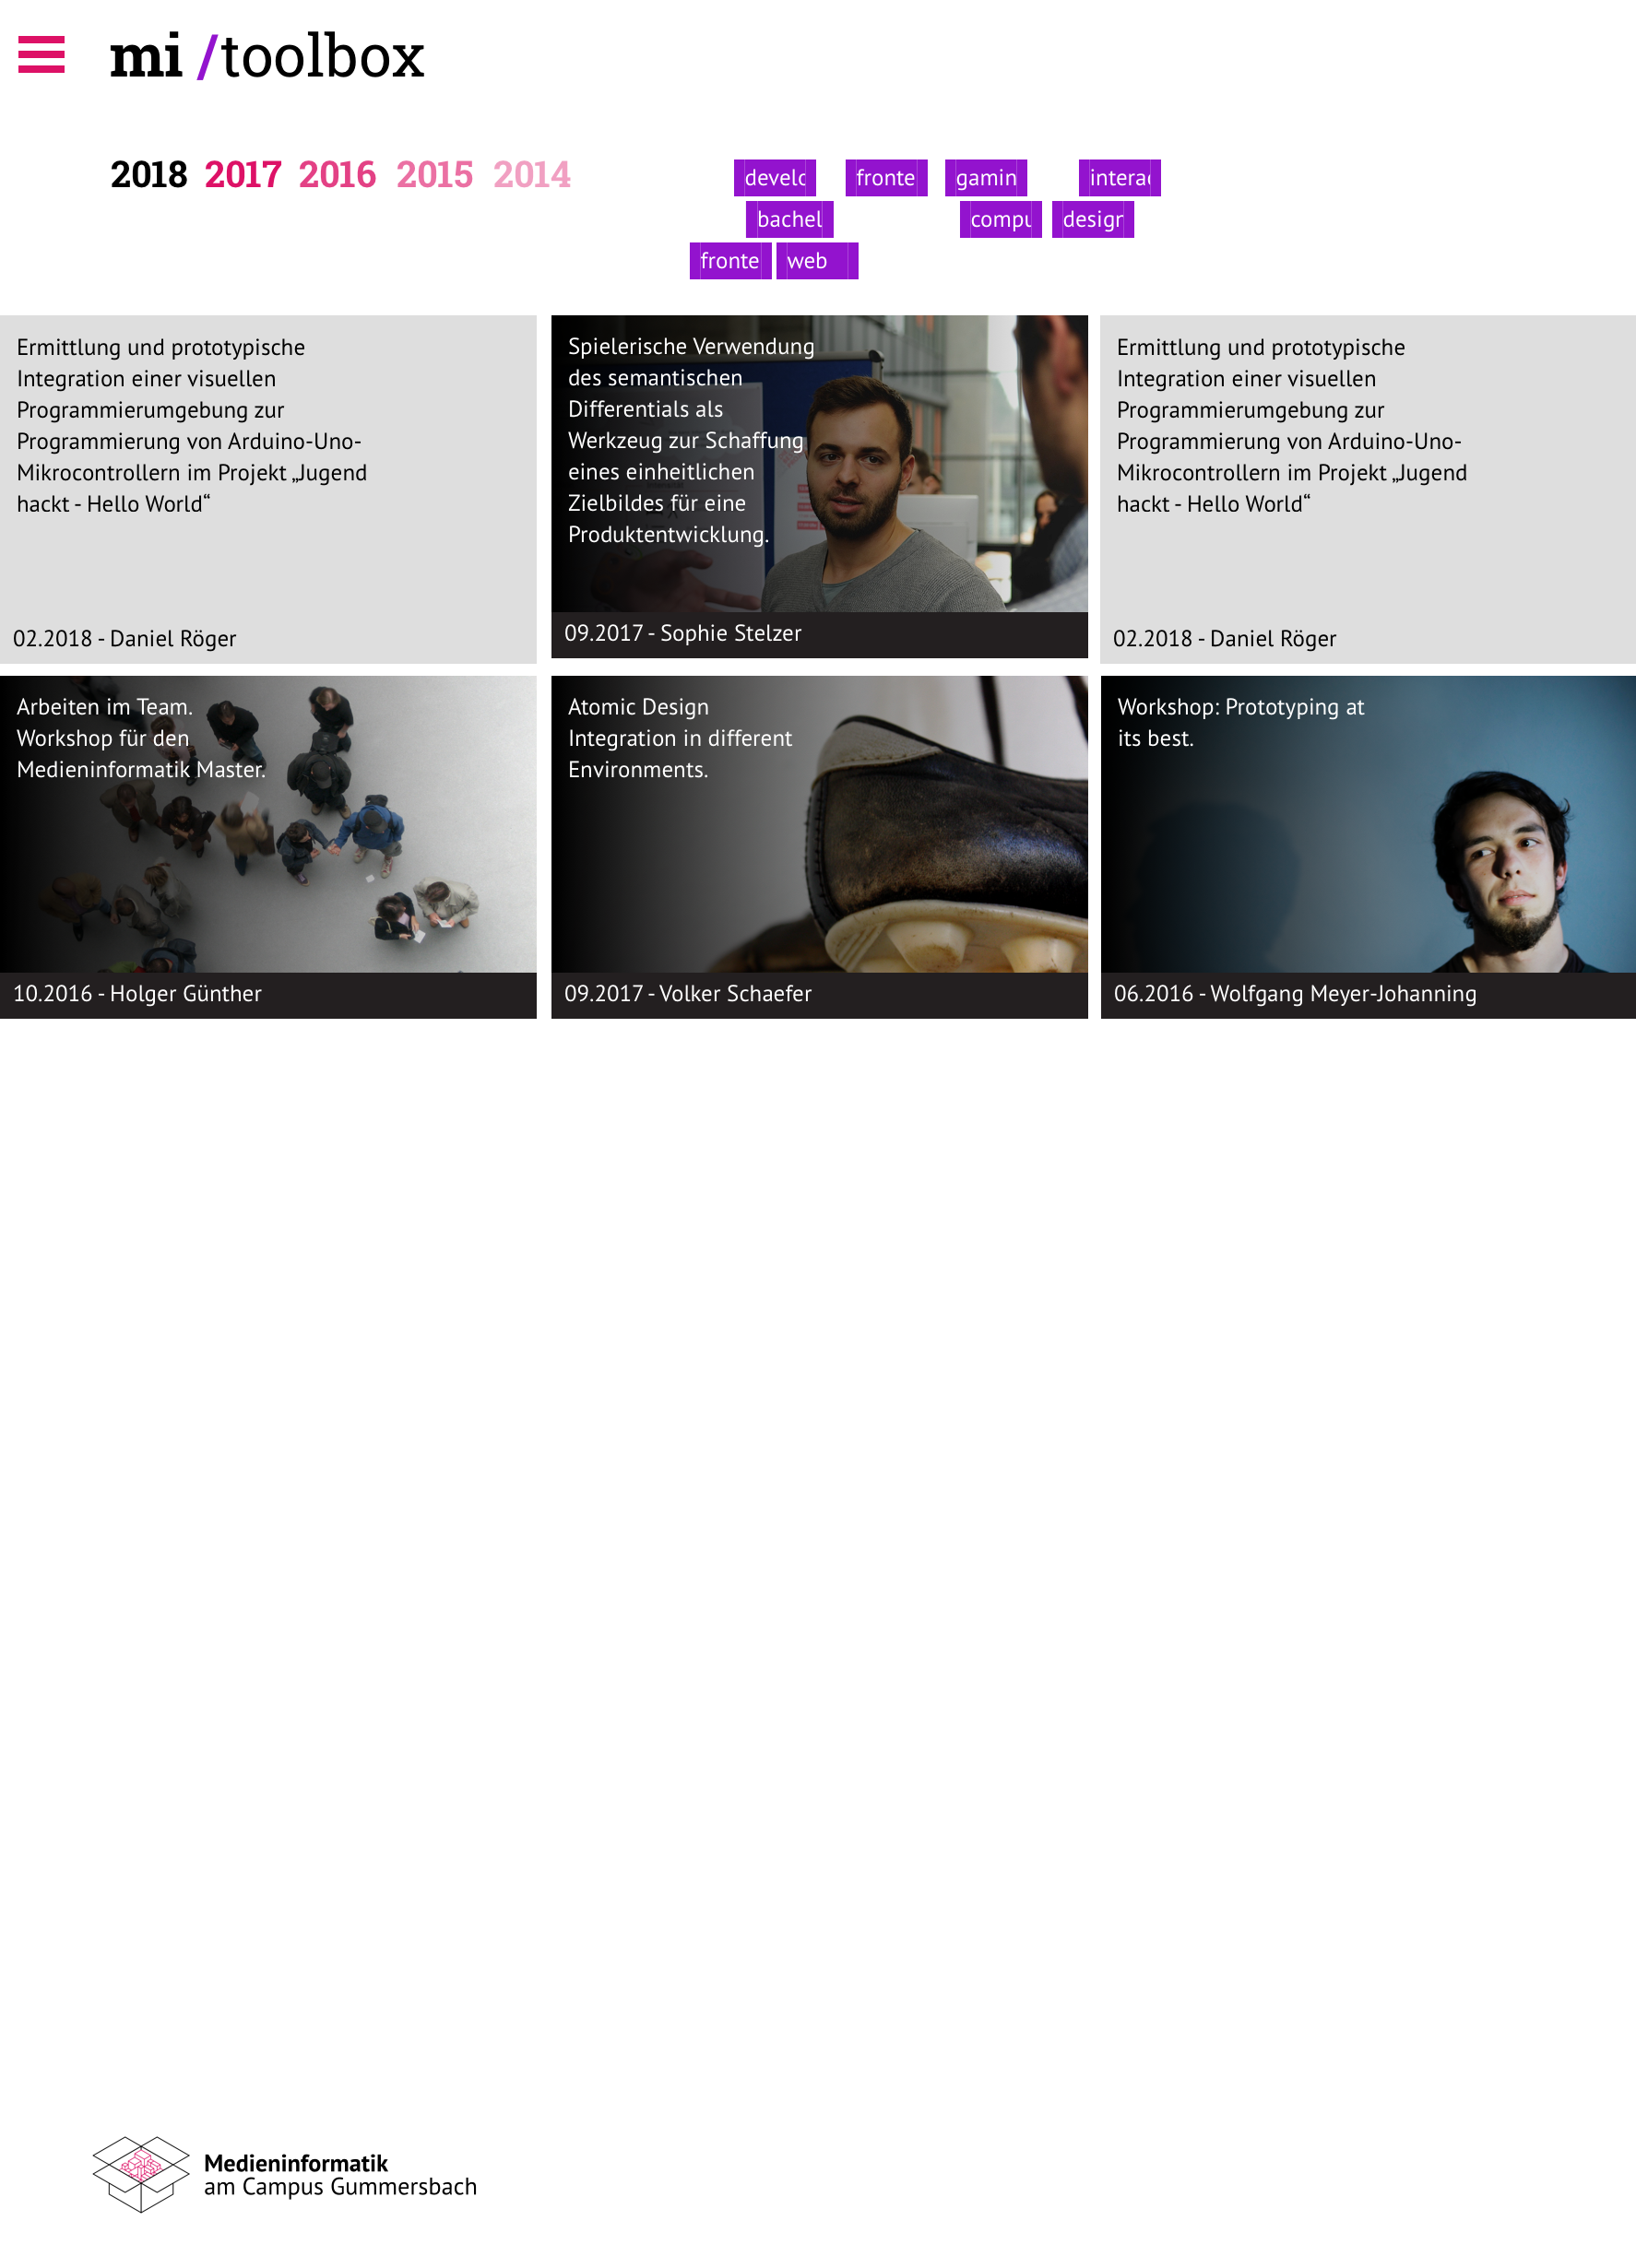 mi /toolbox
2018 2017 2016 2015 2014
develo fronte gamin intera
bachel compu design
fronte web
Ermittlung und prototypische
Integration einer visuellen
Programmierumgebung zur
Programmierung von Arduino-Uno-
Mikrocontrollern im Projekt „Jugend
hackt - Hello World“
02.2018 - Daniel Röger
Spielerische Verwendung
des semantischen
Differentials als
Werkzeug zur Schaffung
eines einheitlichen
Zielbildes für eine
Produktentwicklung.
09.2017 - Sophie Stelzer
Ermittlung und prototypische
Integration einer visuellen
Programmierumgebung zur
Programmierung von Arduino-Uno-
Mikrocontrollern im Projekt „Jugend
hackt - Hello World“
02.2018 - Daniel Röger
Arbeiten im Team.
Workshop für den
Medieninformatik Master.
10.2016 - Holger Günther
Atomic Design
Integration in different
Environments.
09.2017 - Volker Schaefer
Workshop: Prototyping at
its best.
06.2016 - Wolfgang Meyer-Johanning
Medieninformatik
am Campus Gummersbach